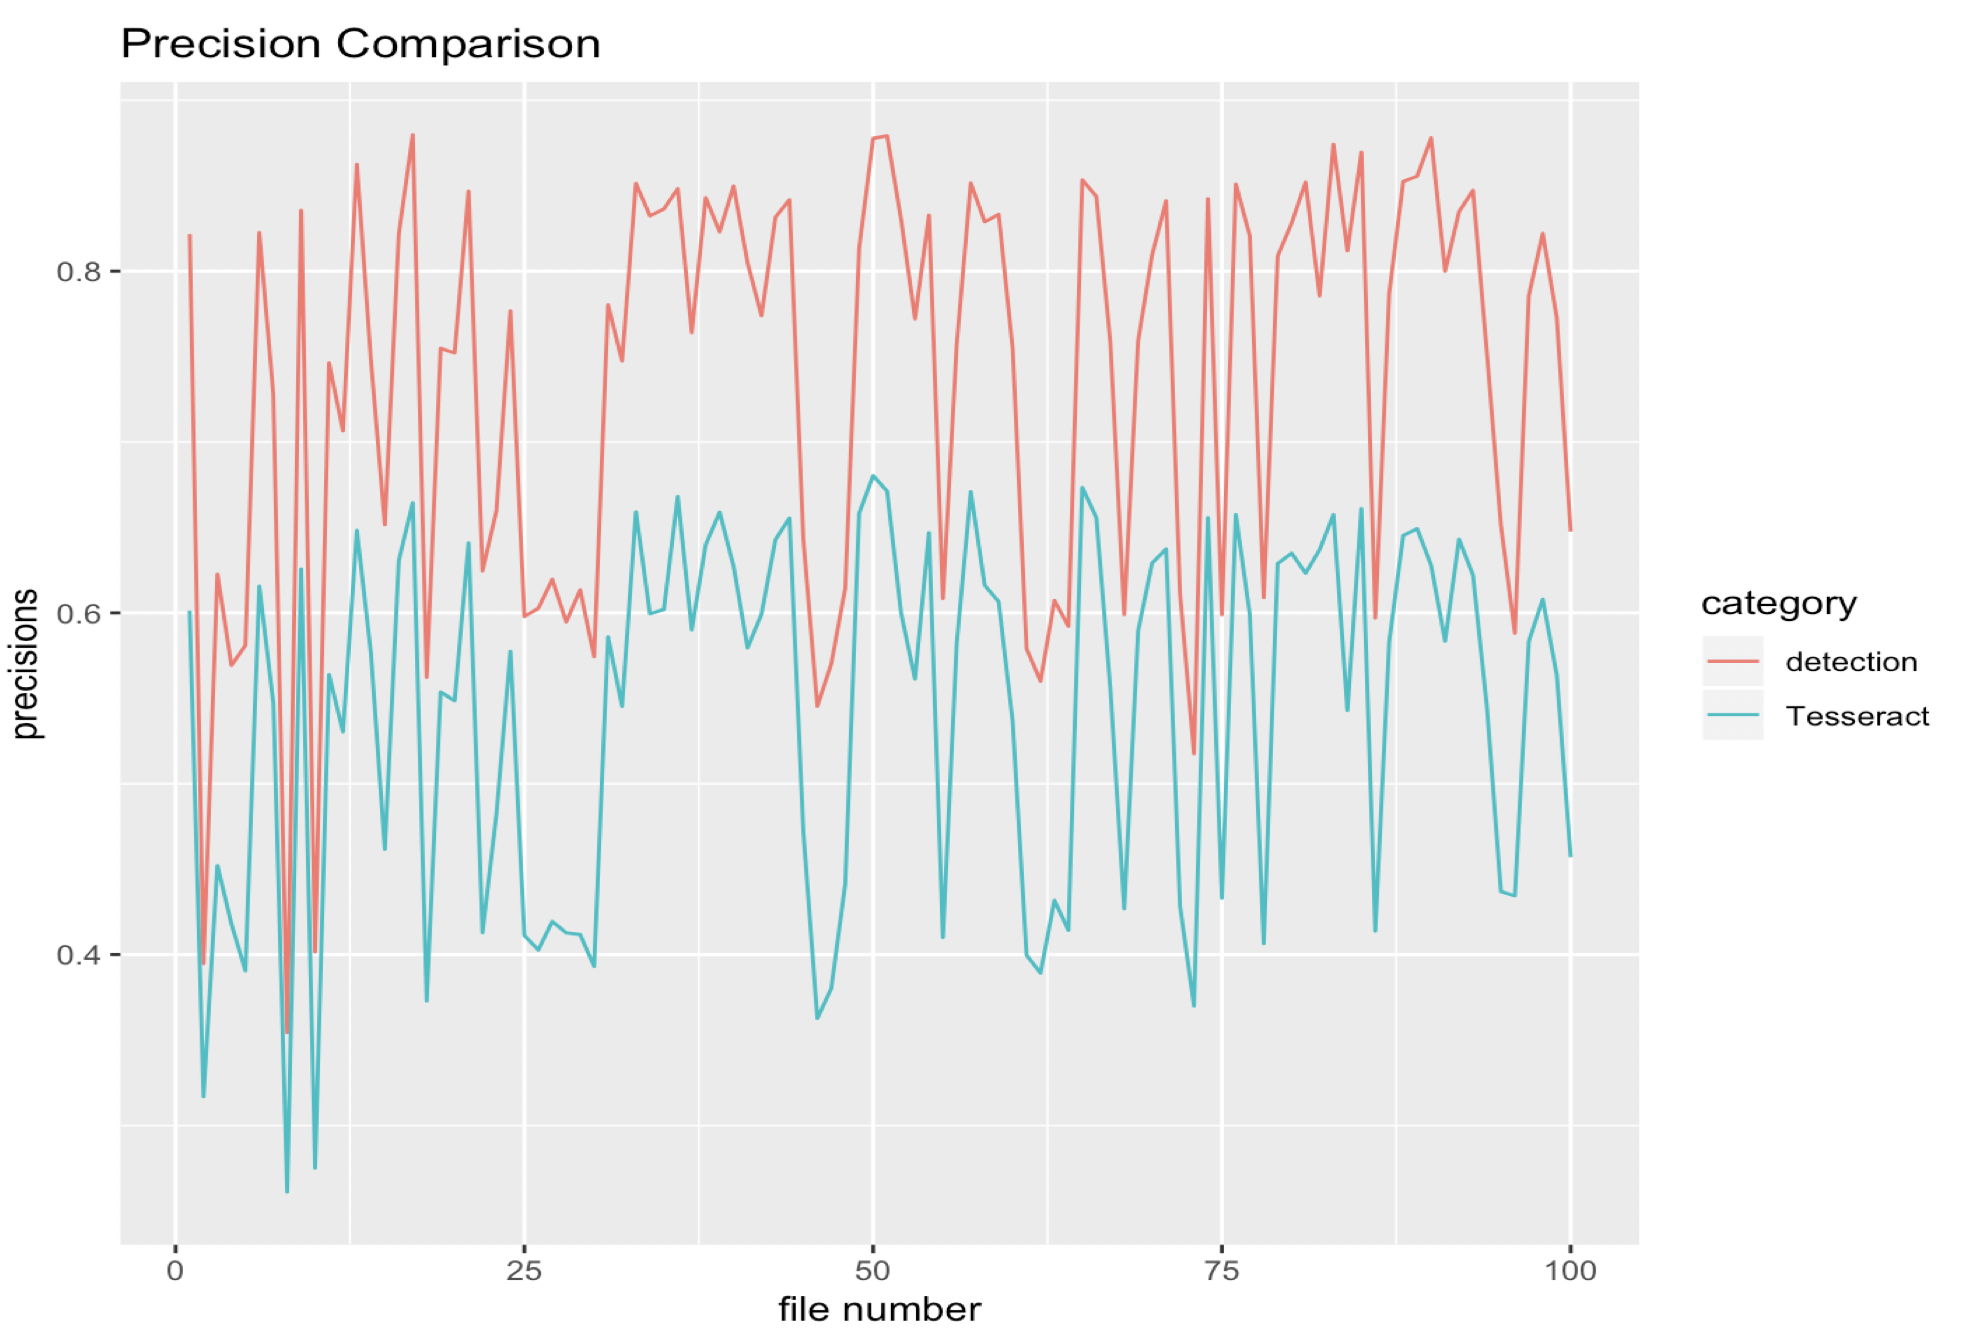 Precision Comparison
precisions
0.8
0.6
0.4
0
25
50
75
100
file number
category
detection
Tesseract